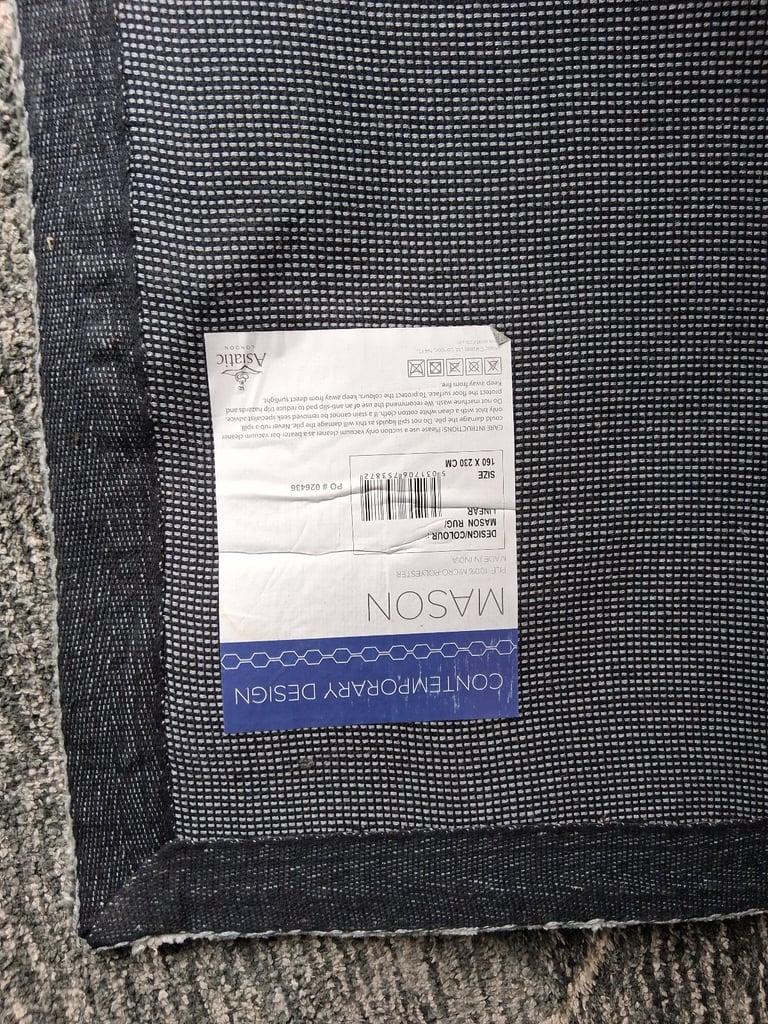 CONTEMPORARY DESIGN
MASON
PILE: 100% MICRO-POLYESTER
MADE IN INDIA
DESIGN/COLOUR:
MASON RUG/
LINEAR
5 031706 753872
PO # 026436
SIZE
160 X 230 CM
CARE INSTRUCTIONS: Please use a suction only vacuum cleaner as a beater bar vacuum cleaner
could damage the pile. Do not spill liquids as this will damage the pile. Never rub a spill,
only blot with a clean white cotton cloth. If a stain cannot be removed seek specialist advice.
Do not machine wash. We recommend the use of an anti-slip pad to reduce trip hazard and
protect the floor surface. To protect the colours, keep away from direct sunlight.
Keep away from fire.
Asiatic
LONDON